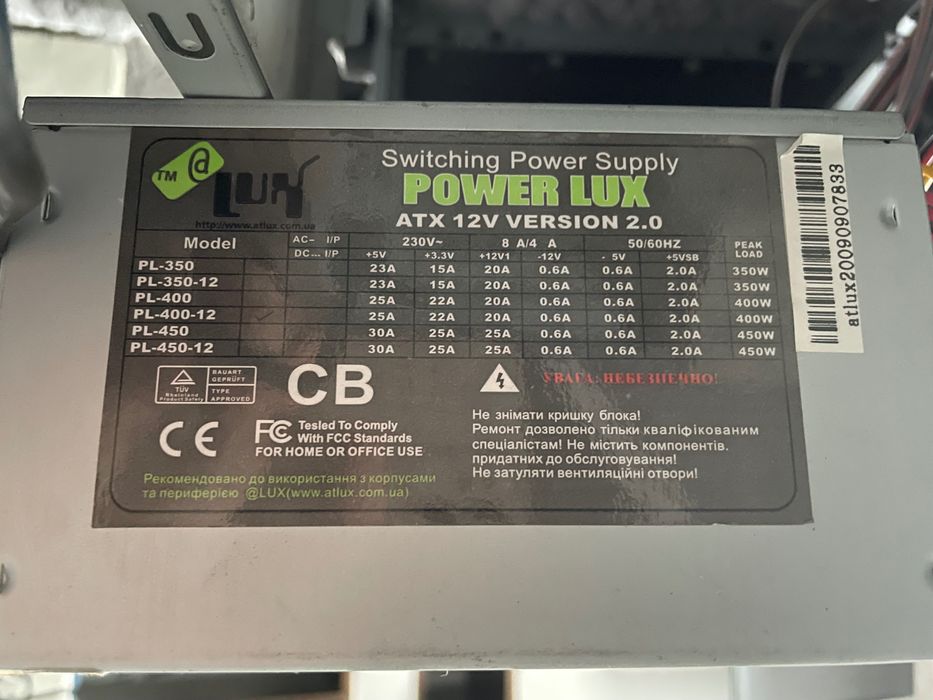 TM @LUX
http://www.atlux.com.ua
Switching Power Supply
POWER LUX
ATX 12V VERSION 2.0
Model AC~ I/P 230V~ 8 A/4 A 50/60HZ PEAK LOAD
DC--- I/P +5V +3.3V +12V1 -12V - 5V +5VSB
PL-350 23A 15A 20A 0.6A 0.6A 2.0A 350W
PL-350-12 23A 15A 20A 0.6A 0.6A 2.0A 350W
PL-400 25A 22A 20A 0.6A 0.6A 2.0A 400W
PL-400-12 25A 22A 20A 0.6A 0.6A 2.0A 400W
PL-450 30A 25A 25A 0.6A 0.6A 2.0A 450W
PL-450-12 30A 25A 25A 0.6A 0.6A 2.0A 450W
TÜV
Rheinland
Product Safety
BAUART
GEPRÜFT
TYPE
APPROVED
CB
CE
FC Tesled To Comply
With FCC Standards
FOR HOME OR OFFICE USE
Рекомендовано до використання з корпусами
та периферією @LUX(www.atlux.com.ua)
УВАГА: НЕБЕЗПЕЧНО!
Не знімати кришку блока!
Ремонт дозволено тільки кваліфікованим
спеціалістам! Не містить компонентів.
придатних до обслуговування!
Не затуляти вентиляційні отвори!
atlux20090907833